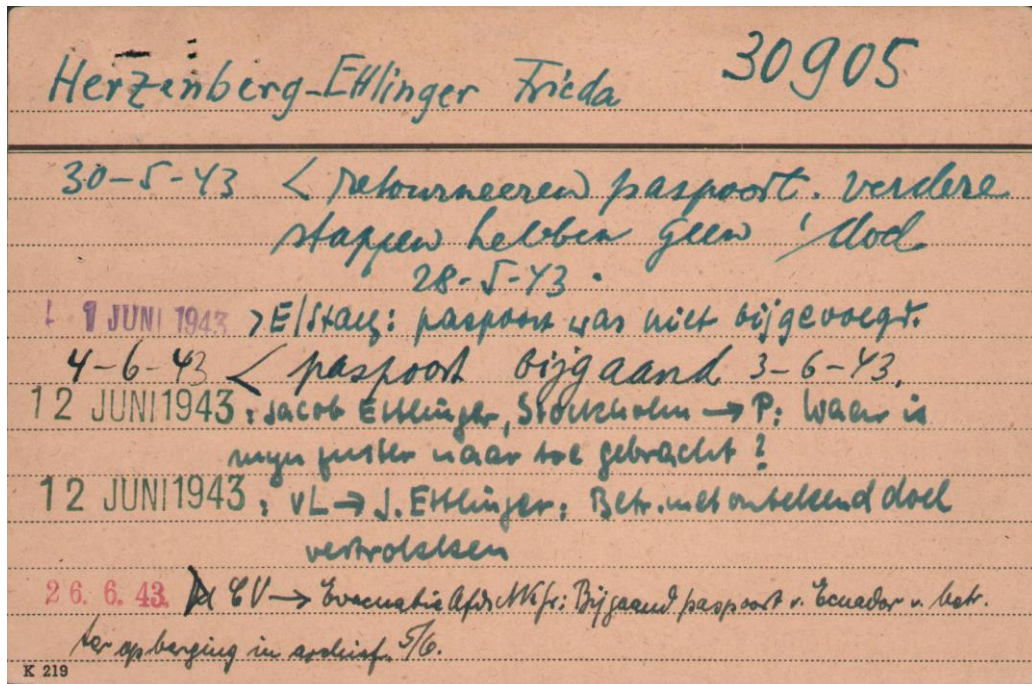 30905
Herzenberg-Ettlinger Frieda
30-5-43 < retourneeren paspoort. verdere
stappen hebben geen doel
28-5-43.
1 JUNI 1943 > E/Staeg: paspoort was niet bijgevoegd.
4-6-43 < paspoort bijgaand 3-6-43.
12 JUNI 1943 : Jacob Ettlinger, Stockholm → P: Waar is
mijn zuster naar toe gebracht?
12 JUNI 1943 : vL → J. Ettlinger: Betr. met onbekend doel
vertrokken
26. 6. 43. CV → Evacuatie Afd. : Bijgaand paspoort v. Ecuador v. betr.
ter opberging in archief. 5/6.
K 219